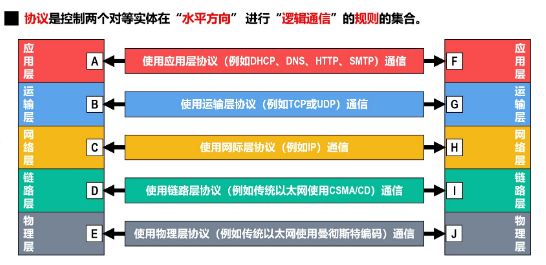 协议是控制两个对等实体在“水平方向”进行“逻辑通信”的规则的集合。
应用层 A 使用应用层协议（例如DHCP、DNS、HTTP、SMTP）通信 F 应用层
运输层 B 使用运输层协议（例如TCP或UDP）通信 G 运输层
网络层 C 使用网际层协议（例如IP）通信 H 网络层
链路层 D 使用链路层协议（例如传统以太网使用CSMA/CD）通信 I 链路层
物理层 E 使用物理层协议（例如传统以太网使用曼彻斯特编码）通信 J 物理层